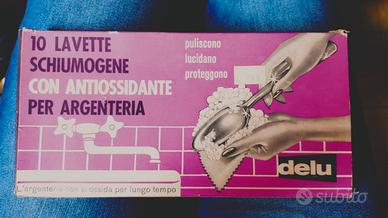 10 LAVETTE
SCHIUMOGENE
CON ANTIOSSIDANTE
PER ARGENTERIA
puliscono
lucidano
proteggono
delu
L'argenteria non si ossida per lungo tempo
subito